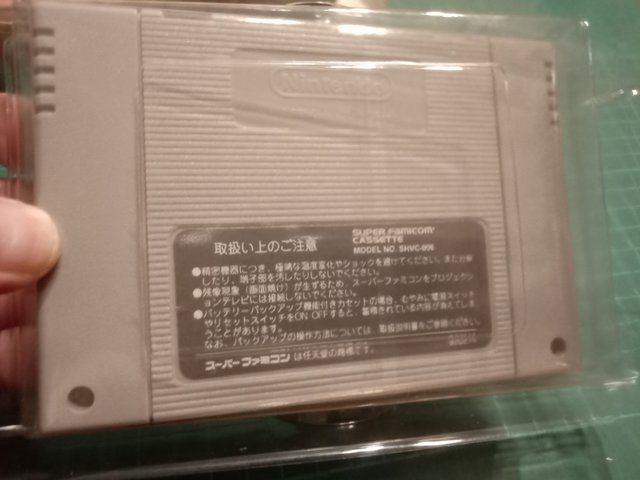 Nintendo
取扱い上のご注意
SUPER FAMICOM
CASSETTE
MODEL NO. SHVC-006
●精密機器につき、極端な温度変化やショックを避けてください。また分解
したり、端子部を汚したりしないでください。
●残像現象（画面焼け）が生ずるため、スーパーファミコンをプロジェクシ
ョンテレビには接続しないでください。
●バッテリーバックアップ機能付きカセットの場合、むやみに電源スイッチ
やリセットスイッチをON OFFすると、蓄積されている内容が消えてしま
うことがあります。
なお、バックアップの操作方法については、取扱説明書をご参照ください。
スーパーファミコン は任天堂の商標です。